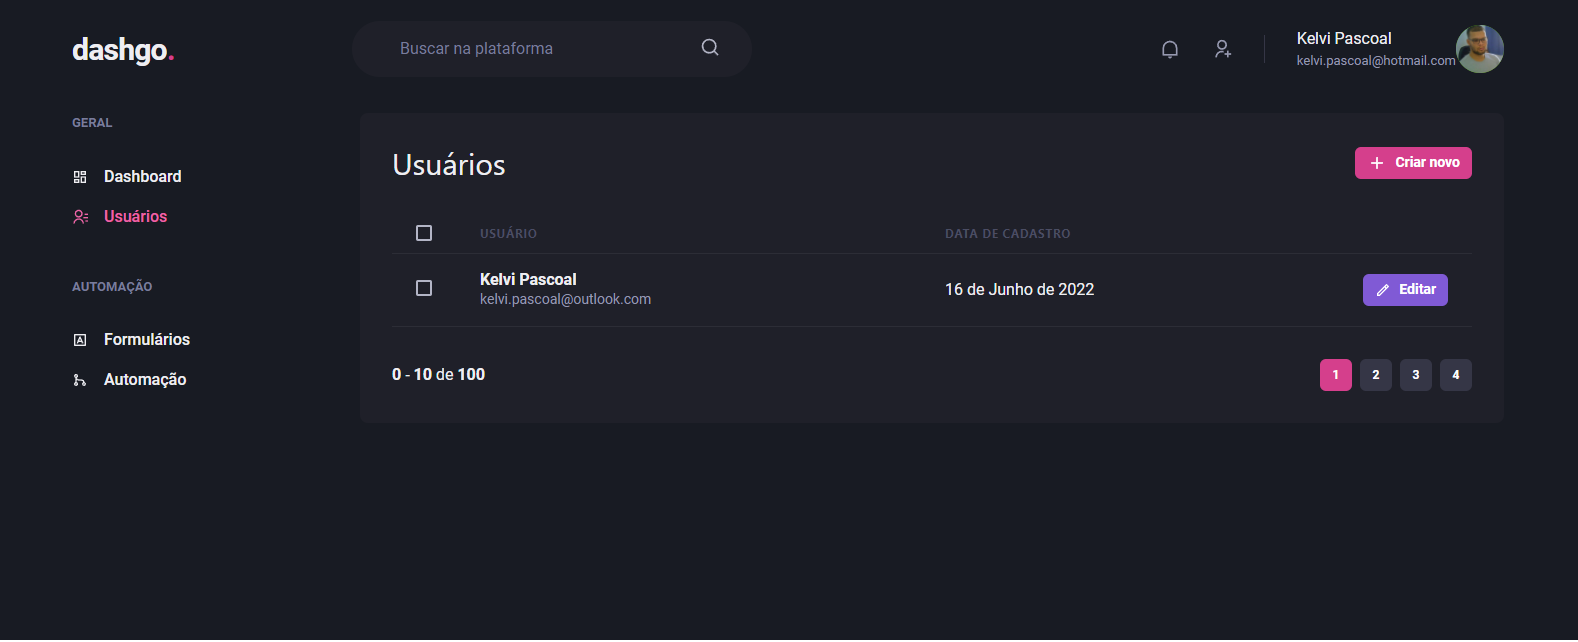 dashgo.
Buscar na plataforma
Kelvi Pascoal
kelvi.pascoal@hotmail.com
GERAL
Dashboard
Usuários
AUTOMAÇÃO
Formulários
Automação
Usuários
Criar novo
USUÁRIO DATA DE CADASTRO
Kelvi Pascoal
kelvi.pascoal@outlook.com
16 de Junho de 2022
Editar
0 - 10 de 100
1 2 3 4